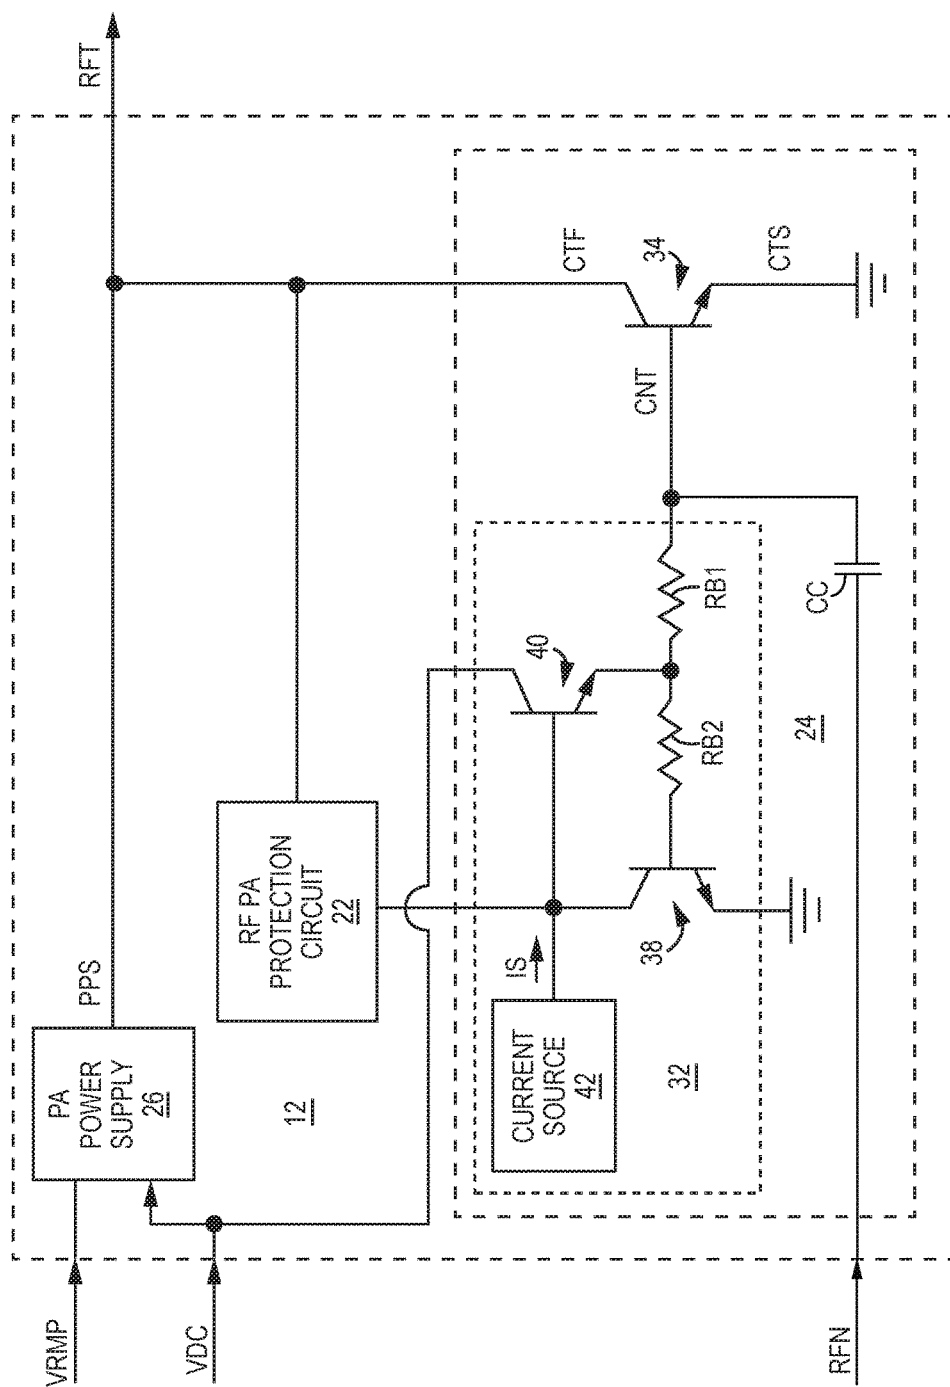 RFT
PPS
PA
POWER
SUPPLY
26
VRMP
VDC
12
RF PA
PROTECTION
CIRCUIT
22
CTF
34
CTS
CNT
40
RB1
RB2
CC
24
38
IS
CURRENT
SOURCE
42
32
RFN